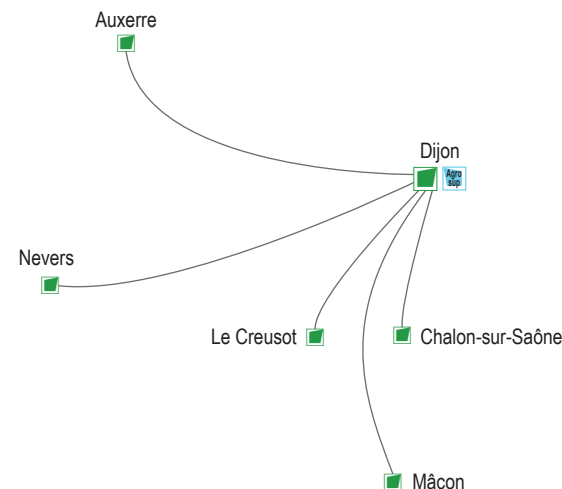 Auxerre
Dijon
Agro
sup
Nevers
Le Creusot
Chalon-sur-Saône
Mâcon